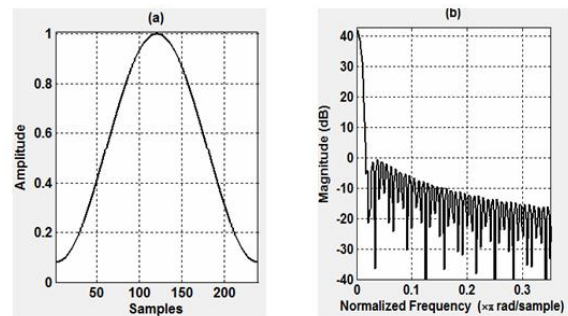 (a)
1
0.8
0.6
0.4
0.2
0
Amplitude
50 100 150 200
Samples
(b)
40
30
20
10
0
-10
-20
-30
-40
Magnitude (dB)
0 0.1 0.2 0.3
Normalized Frequency (×π rad/sample)